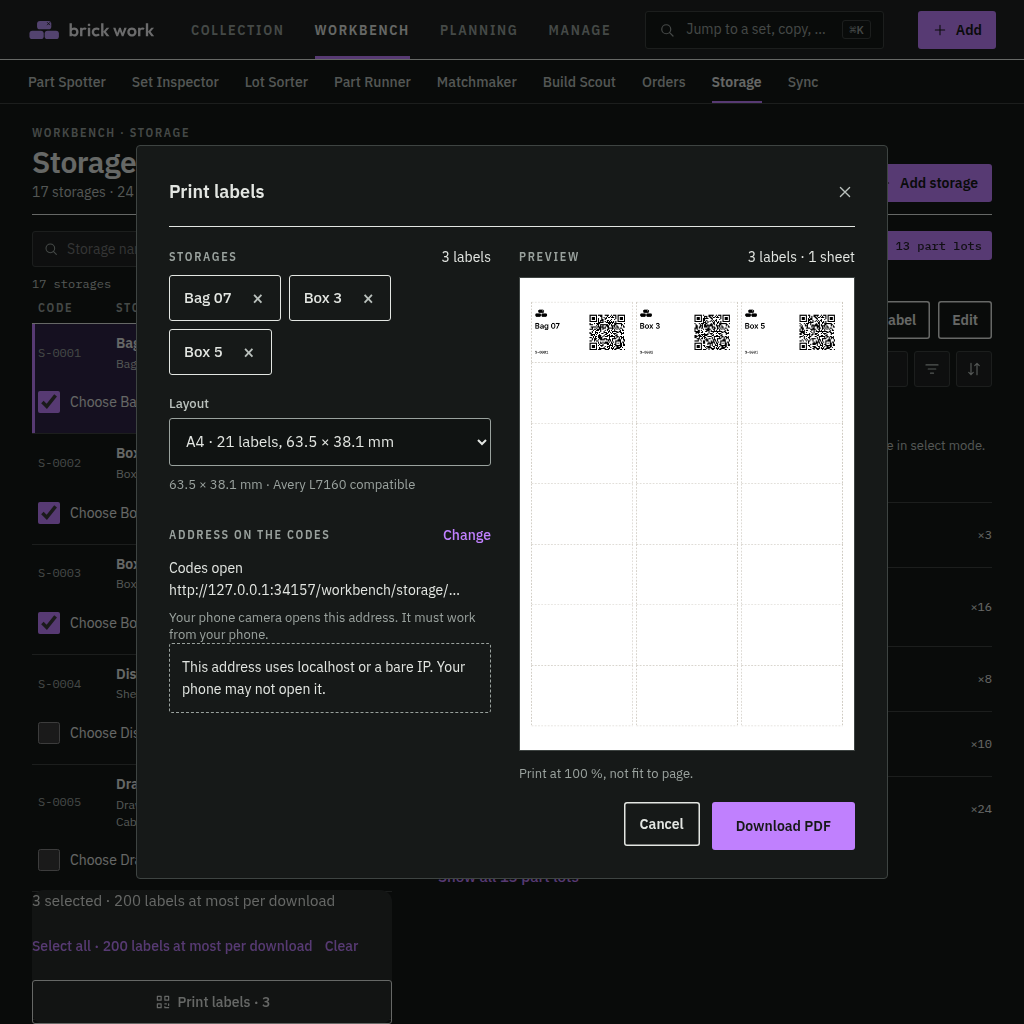 brick work
COLLECTION
WORKBENCH
PLANNING
MANAGE
Jump to a set, copy, ...
⌘K
+ Add
Part Spotter
Set Inspector
Lot Sorter
Part Runner
Matchmaker
Build Scout
Orders
Storage
Sync
WORKBENCH · STORAGE
Storage
17 storages · 24
Add storage
Storage
13 part lots
17 storages
CODE
Edit
S-0001
Choose
S-0002
Choose
e in select mode.
S-0003
Choose
×3
×16
S-0004
Choose
×8
×10
S-0005
Choose
×24
Print labels
×
STORAGES
3 labels
Bag 07 ×
Box 3 ×
Box 5 ×
Layout
A4 · 21 labels, 63.5 × 38.1 mm
63.5 × 38.1 mm · Avery L7160 compatible
ADDRESS ON THE CODES
Change
Codes open
http://127.0.0.1:34157/workbench/storage/…
Your phone camera opens this address. It must work
from your phone.
This address uses localhost or a bare IP. Your
phone may not open it.
PREVIEW
3 labels · 1 sheet
Bag 07
Box 3
Box 5
Print at 100 %, not fit to page.
Cancel
Download PDF
3 selected · 200 labels at most per download
Select all · 200 labels at most per download
Clear
Print labels · 3